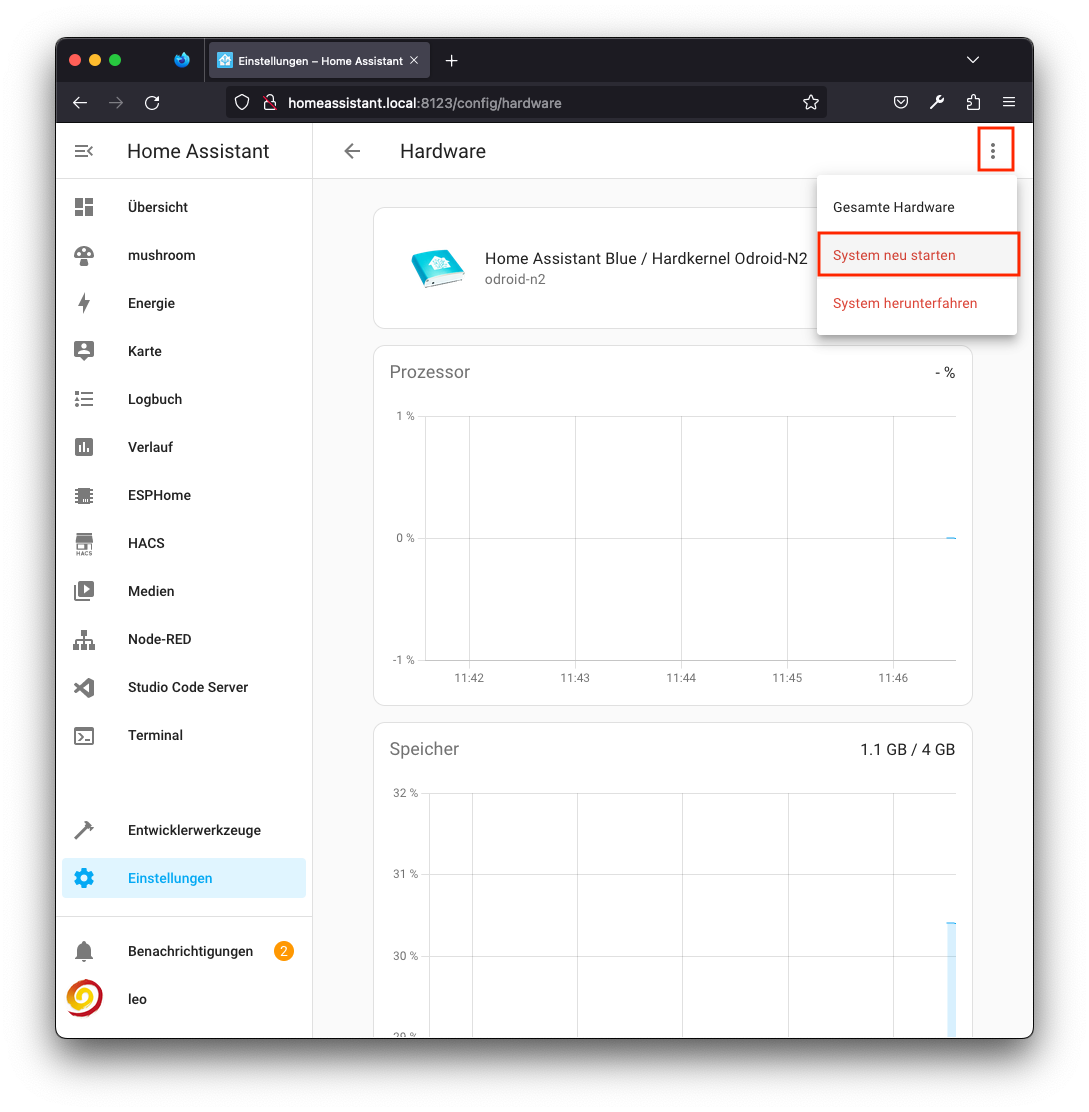 Einstellungen – Home Assistant
homeassistant.local:8123/config/hardware
Home Assistant
Hardware
Übersicht
mushroom
Energie
Karte
Logbuch
Verlauf
ESPHome
HACS
HACS
Medien
Node-RED
Studio Code Server
Terminal
Entwicklerwerkzeuge
Einstellungen
Benachrichtigungen 2
leo
Gesamte Hardware
System neu starten
System herunterfahren
Home Assistant Blue / Hardkernel Odroid-N2
odroid-n2
Prozessor - %
1 %
0 %
-1 %
11:42 11:43 11:44 11:45 11:46
Speicher 1.1 GB / 4 GB
32 %
31 %
30 %
29 %